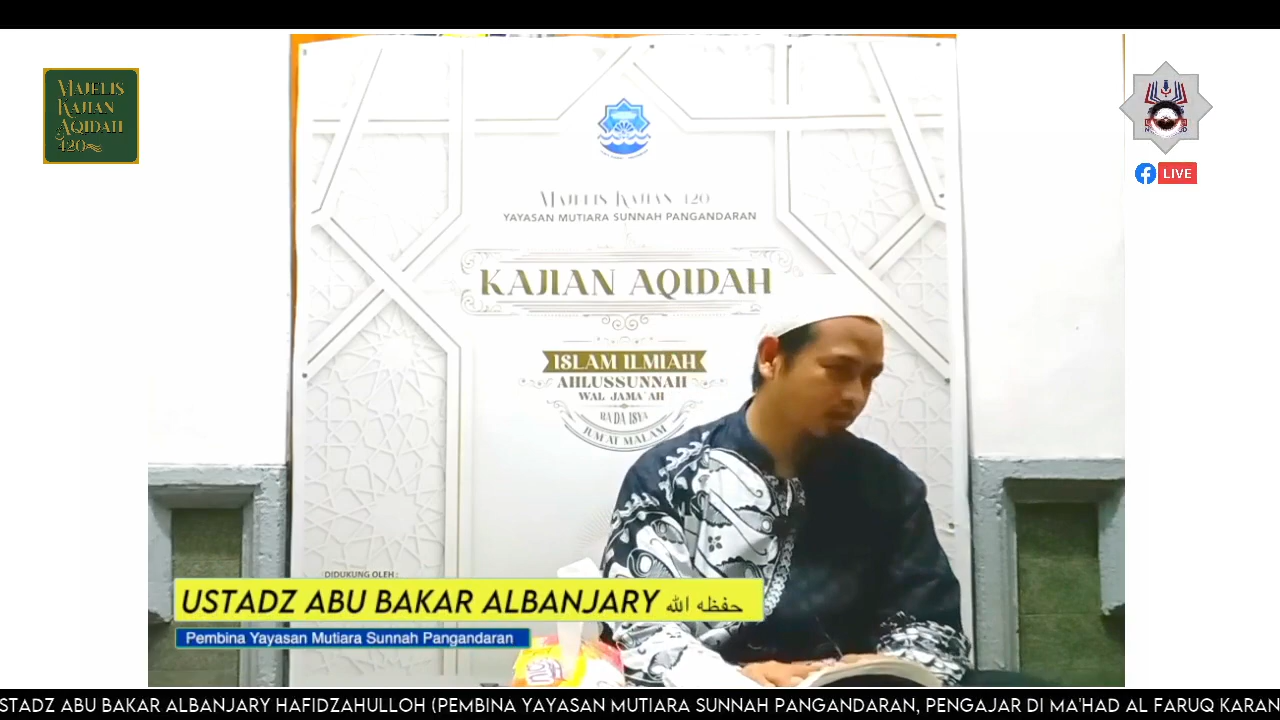 MAJELIS
KAJIAN
AQIDAH
120
LIVE
MAJELIS KAJIAN 120
YAYASAN MUTIARA SUNNAH PANGANDARAN
KAJIAN AQIDAH
ISLAM ILMIAH
AHLUSSUNNAH
WAL JAMA'AH
BA'DA ISYA
JUM'AT MALAM
DIDUKUNG OLEH :
USTADZ ABU BAKAR ALBANJARY حفظه الله
Pembina Yayasan Mutiara Sunnah Pangandaran
STADZ ABU BAKAR ALBANJARY HAFIDZAHULLOH (PEMBINA YAYASAN MUTIARA SUNNAH PANGANDARAN, PENGAJAR DI MA'HAD AL FARUQ KARAN